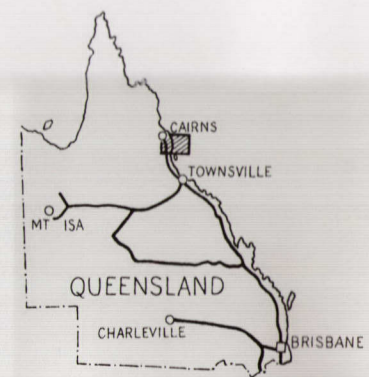 CAIRNS
TOWNSVILLE
MT ISA
QUEENSLAND
CHARLEVILLE
BRISBANE